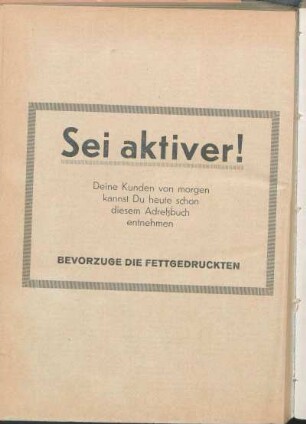 Sei aktiver!
Deine Kunden von morgen
kannst Du heute schon
diesem Adreßbuch
entnehmen
BEVORZUGE DIE FETTGEDRUCKTEN